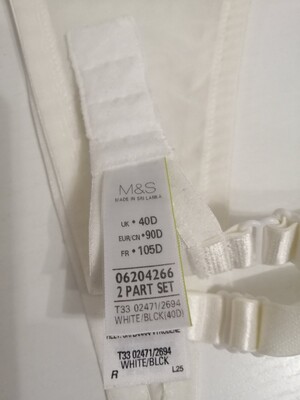 M&S
MADE IN SRI LANKA
UK • 40D
EUR/CN • 90D
FR • 105D
06204266
2 PART SET
T33 02471/2694
WHITE/BLCK(40D)
T33 02471/2694
WHITE/BLCK
R L25